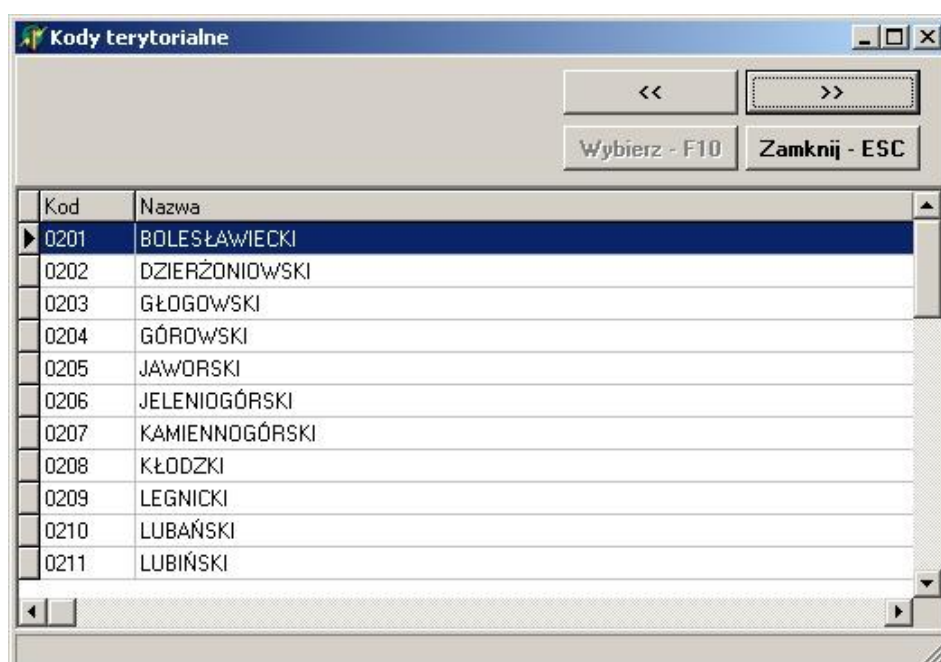 Kody terytorialne
<< >>
Wybierz - F10 Zamknij - ESC
Kod Nazwa
0201 BOLESŁAWIECKI
0202 DZIERŻONIOWSKI
0203 GŁOGOWSKI
0204 GÓROWSKI
0205 JAWORSKI
0206 JELENIOGÓRSKI
0207 KAMIENNOGÓRSKI
0208 KŁODZKI
0209 LEGNICKI
0210 LUBAŃSKI
0211 LUBIŃSKI